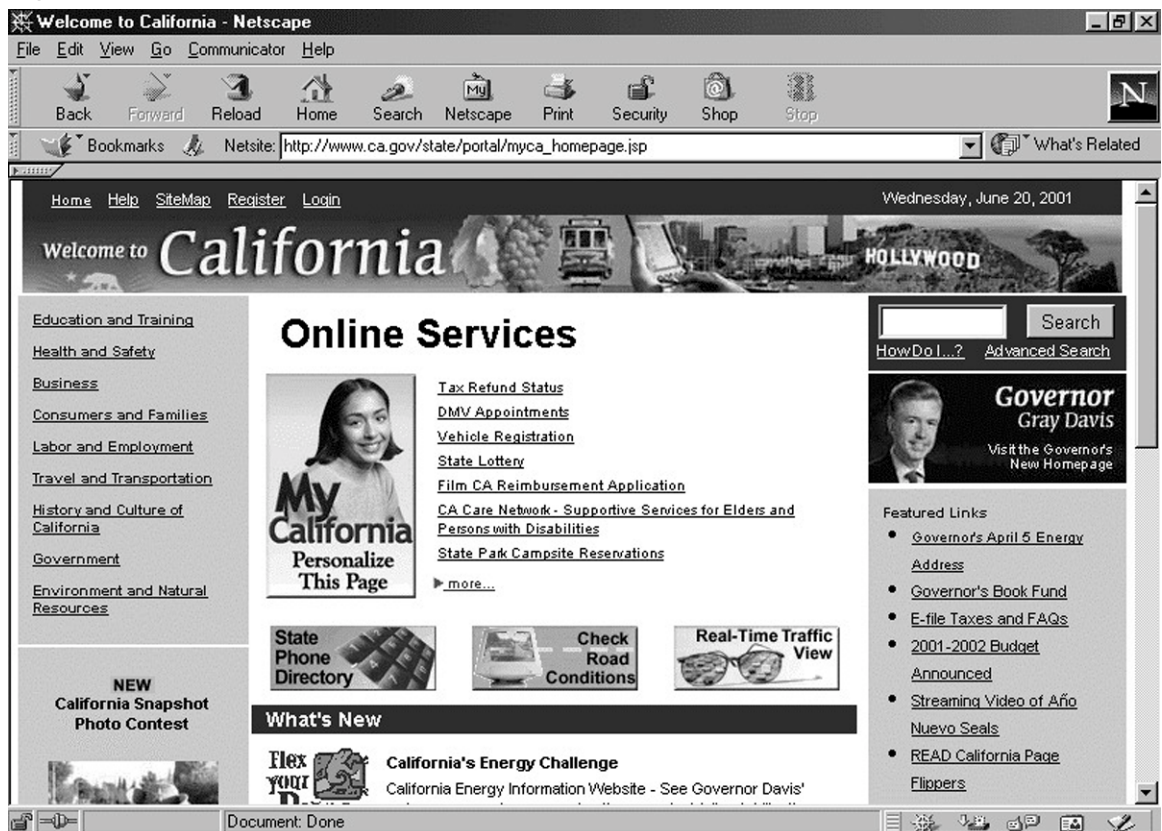 Welcome to California - Netscape
File Edit View Go Communicator Help
Back Forward Reload Home Search Netscape Print Security Shop Stop
My
N
Bookmarks Netsite: http://www.ca.gov/state/portal/myca_homepage.jsp What's Related
Home Help SiteMap Register Login Wednesday, June 20, 2001
Welcome to California
HOLLYWOOD
Education and Training
Health and Safety
Business
Consumers and Families
Labor and Employment
Travel and Transportation
History and Culture of
California
Government
Environment and Natural
Resources
NEW
California Snapshot
Photo Contest
Online Services
My
California
Personalize
This Page
Tax Refund Status
DMV Appointments
Vehicle Registration
State Lottery
Film CA Reimbursement Application
CA Care Network - Supportive Services for Elders and
Persons with Disabilities
State Park Campsite Reservations
more...
State
Phone
Directory
Check
Road
Conditions
Real-Time Traffic
View
What's New
Flex
your
California's Energy Challenge
California Energy Information Website - See Governor Davis'
Search
How Do I...? Advanced Search
Governor
Gray Davis
Visit the Governor's
New Homepage
Featured Links
Governor's April 5 Energy
Address
Governor's Book Fund
E-file Taxes and FAQs
2001-2002 Budget
Announced
Streaming Video of Año
Nuevo Seals
READ California Page
Flippers
Document: Done